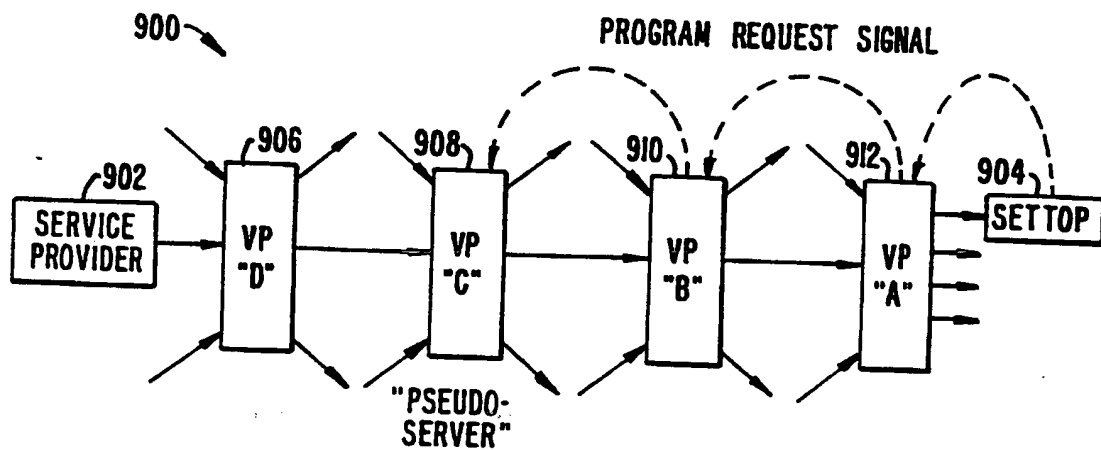 900
PROGRAM REQUEST SIGNAL
902
SERVICE
PROVIDER
906
VP
"D"
908
VP
"C"
"PSEUDO-
SERVER"
910
VP
"B"
912
VP
"A"
904
SETTOP